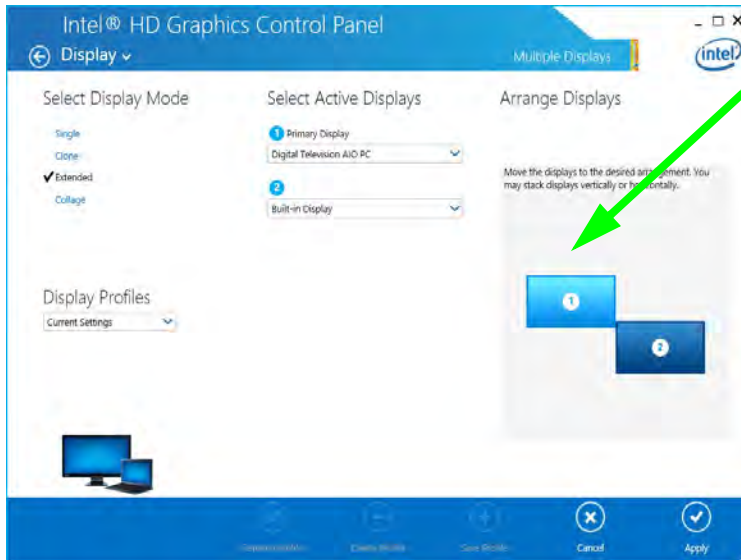 Intel® HD Graphics Control Panel
Display
Multiple Displays
intel
Select Display Mode
Single
Clone
Extended
Collage
Select Active Displays
1 Primary Display
Digital Television AIO PC
2
Built-in Display
Arrange Displays
Move the displays to the desired arrangement. You
may stack displays vertically or horizontally.
1
2
Display Profiles
Current Settings
Cancel
Apply